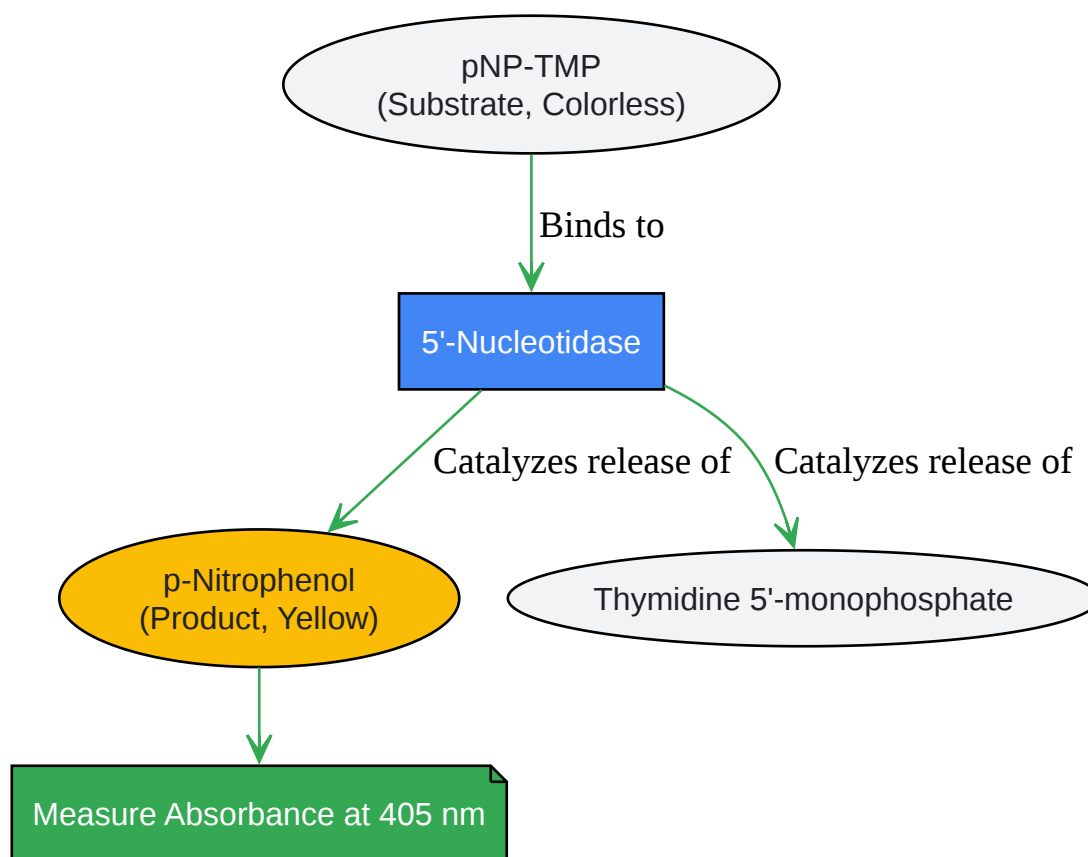 pNP-TMP
(Substrate, Colorless)
Binds to
5'-Nucleotidase
Catalyzes release of
Catalyzes release of
p-Nitrophenol
(Product, Yellow)
Thymidine 5'-monophosphate
Measure Absorbance at 405 nm